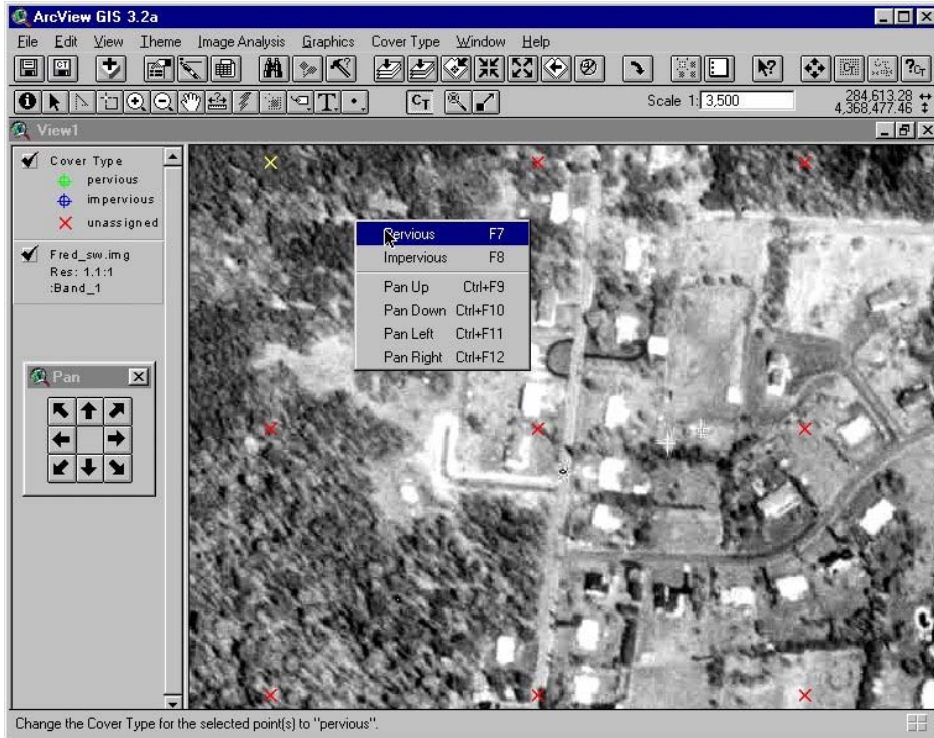 ArcView GIS 3.2a
File Edit View Theme Image Analysis Graphics Cover Type Window Help
Scale 1: 3,500
284,613.28
4,368,477.46
View1
Cover Type
pervious
impervious
unassigned
Fred_sw.img
Res: 1.1:1
:Band_1
Pervious F7
Impervious F8
Pan Up Ctrl+F9
Pan Down Ctrl+F10
Pan Left Ctrl+F11
Pan Right Ctrl+F12
Pan
Change the Cover Type for the selected point(s) to "pervious".